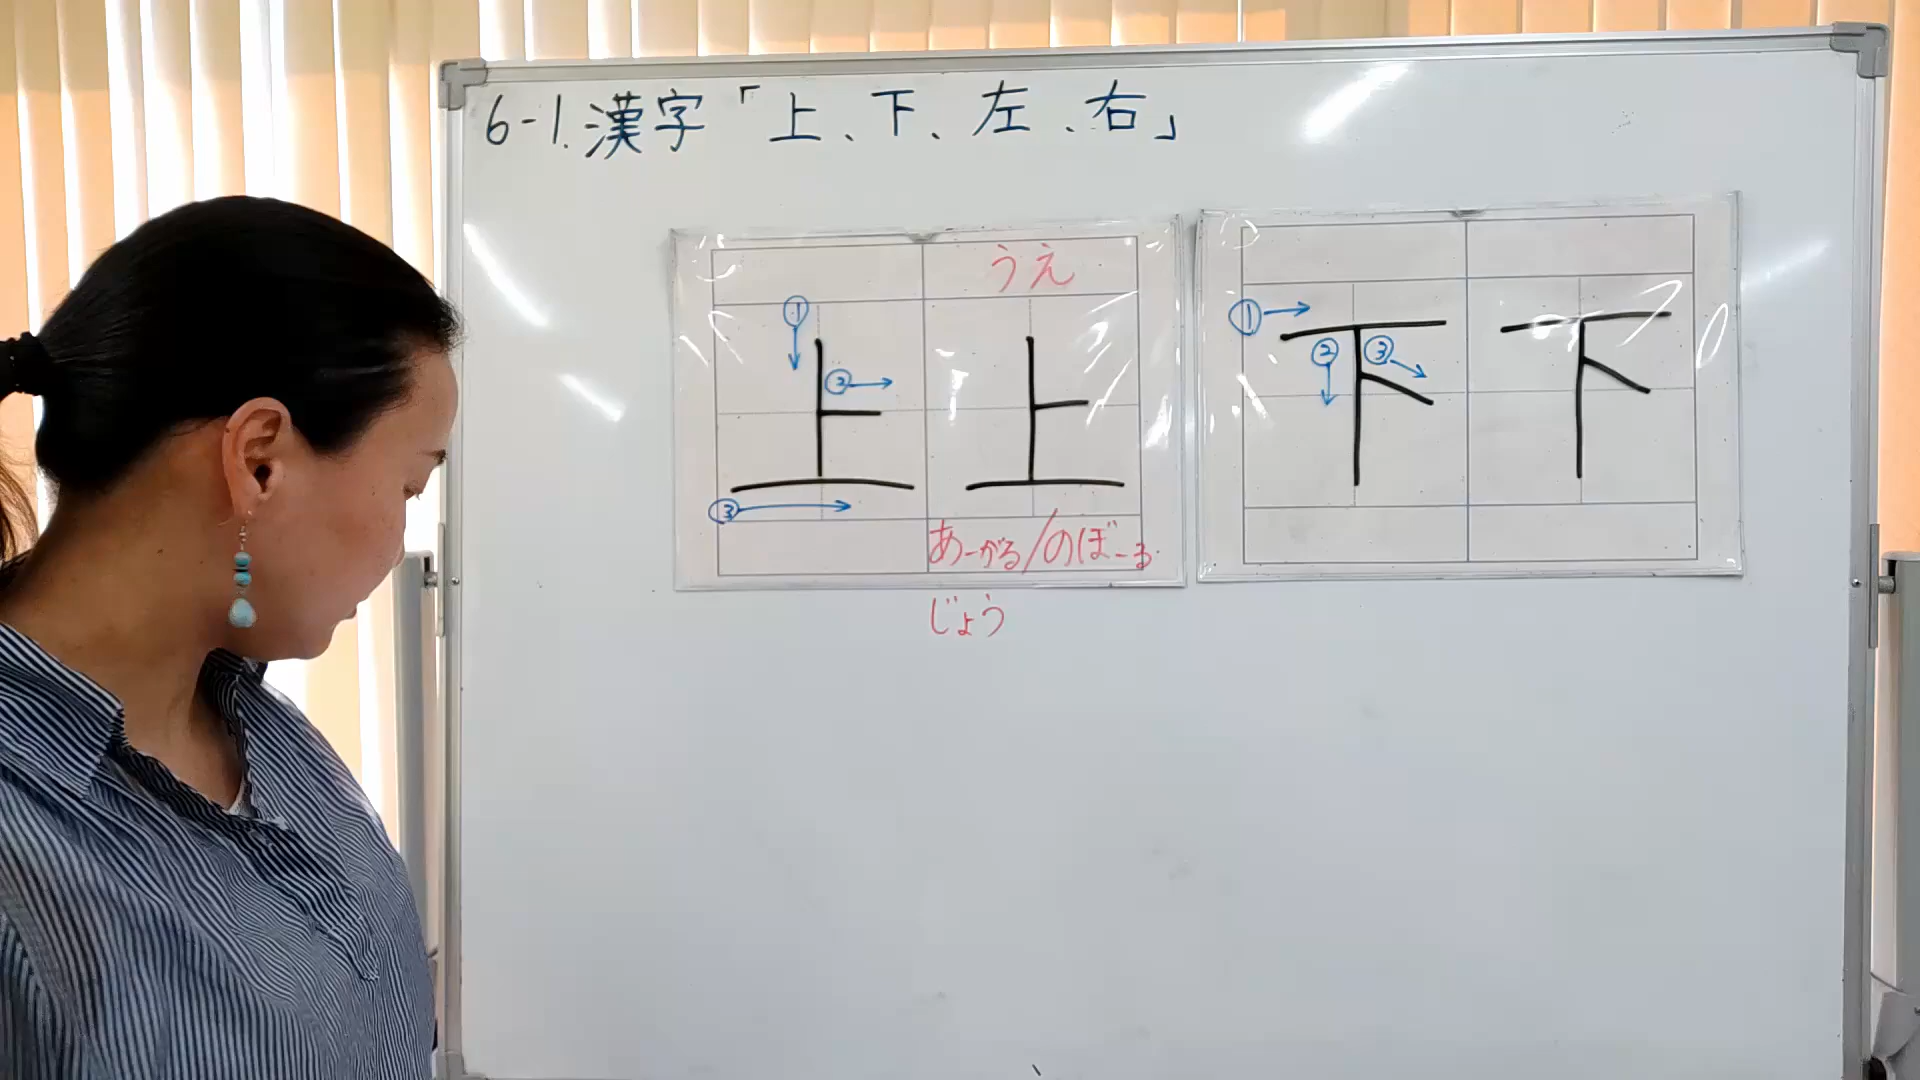 6-1.漢字「上、下、左、右」
うえ
① ② ③
上 上
あ-がる/のぼ-る
じょう
① ② ③
下 下